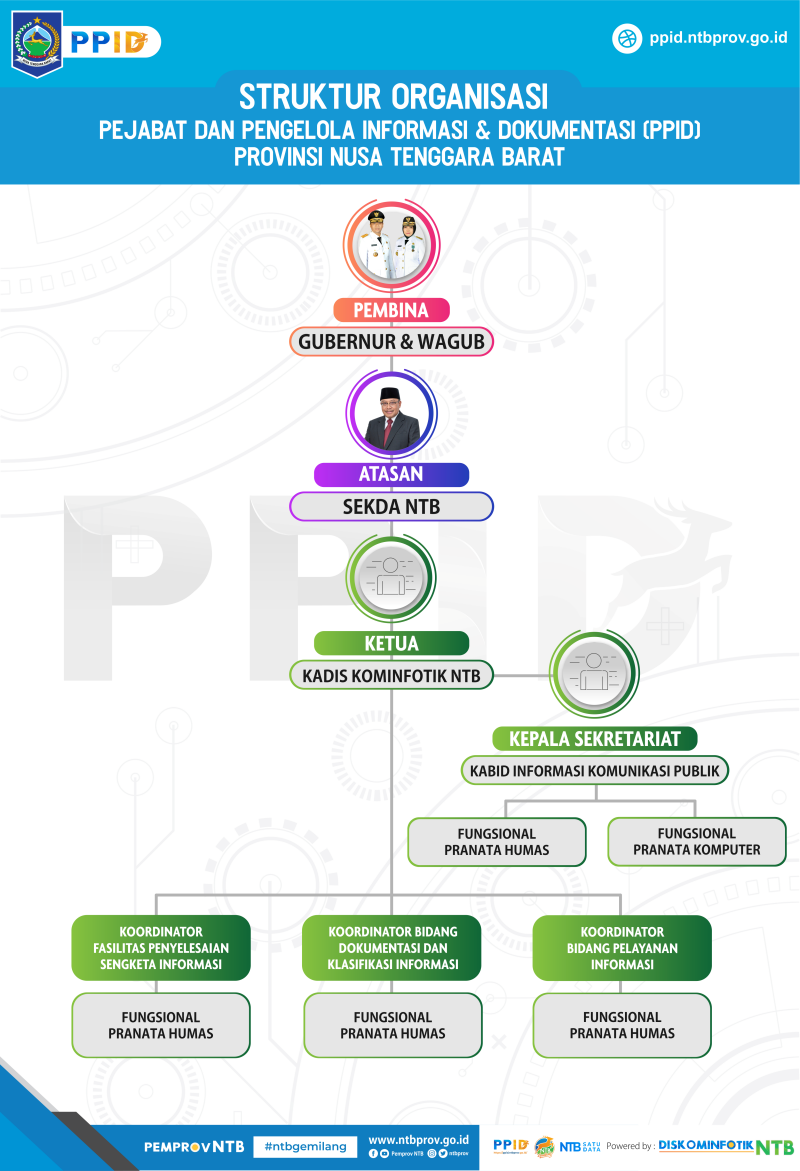 PPID
ppid.ntbprov.go.id
STRUKTUR ORGANISASI
PEJABAT DAN PENGELOLA INFORMASI & DOKUMENTASI (PPID)
PROVINSI NUSA TENGGARA BARAT
PEMBINA
GUBERNUR & WAGUB
ATASAN
SEKDA NTB
PPID
KETUA
KADIS KOMINFOTIK NTB
KEPALA SEKRETARIAT
KABID INFORMASI KOMUNIKASI PUBLIK
FUNGSIONAL
PRANATA HUMAS
FUNGSIONAL
PRANATA KOMPUTER
KOORDINATOR
FASILITAS PENYELESAIAN
SENGKETA INFORMASI
KOORDINATOR BIDANG
DOKUMENTASI DAN
KLASIFIKASI INFORMASI
KOORDINATOR
BIDANG PELAYANAN
INFORMASI
FUNGSIONAL
PRANATA HUMAS
FUNGSIONAL
PRANATA HUMAS
FUNGSIONAL
PRANATA HUMAS
PEMPROV NTB
#ntbgemilang
www.ntbprov.go.id
Pemprov NTB
ntbprov
PPID
NTB SATU DATA
Powered by :
DISKOMINFOTIK NTB